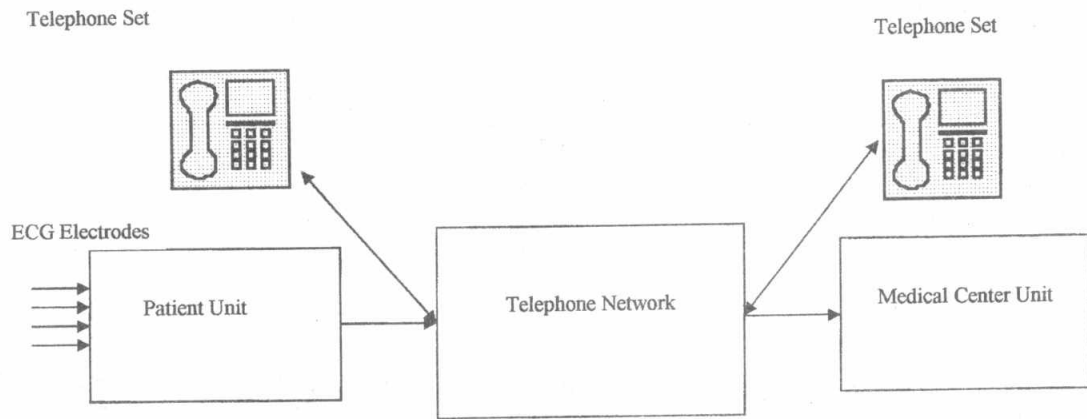 Telephone Set
Telephone Set
ECG Electrodes
Patient Unit
Telephone Network
Medical Center Unit